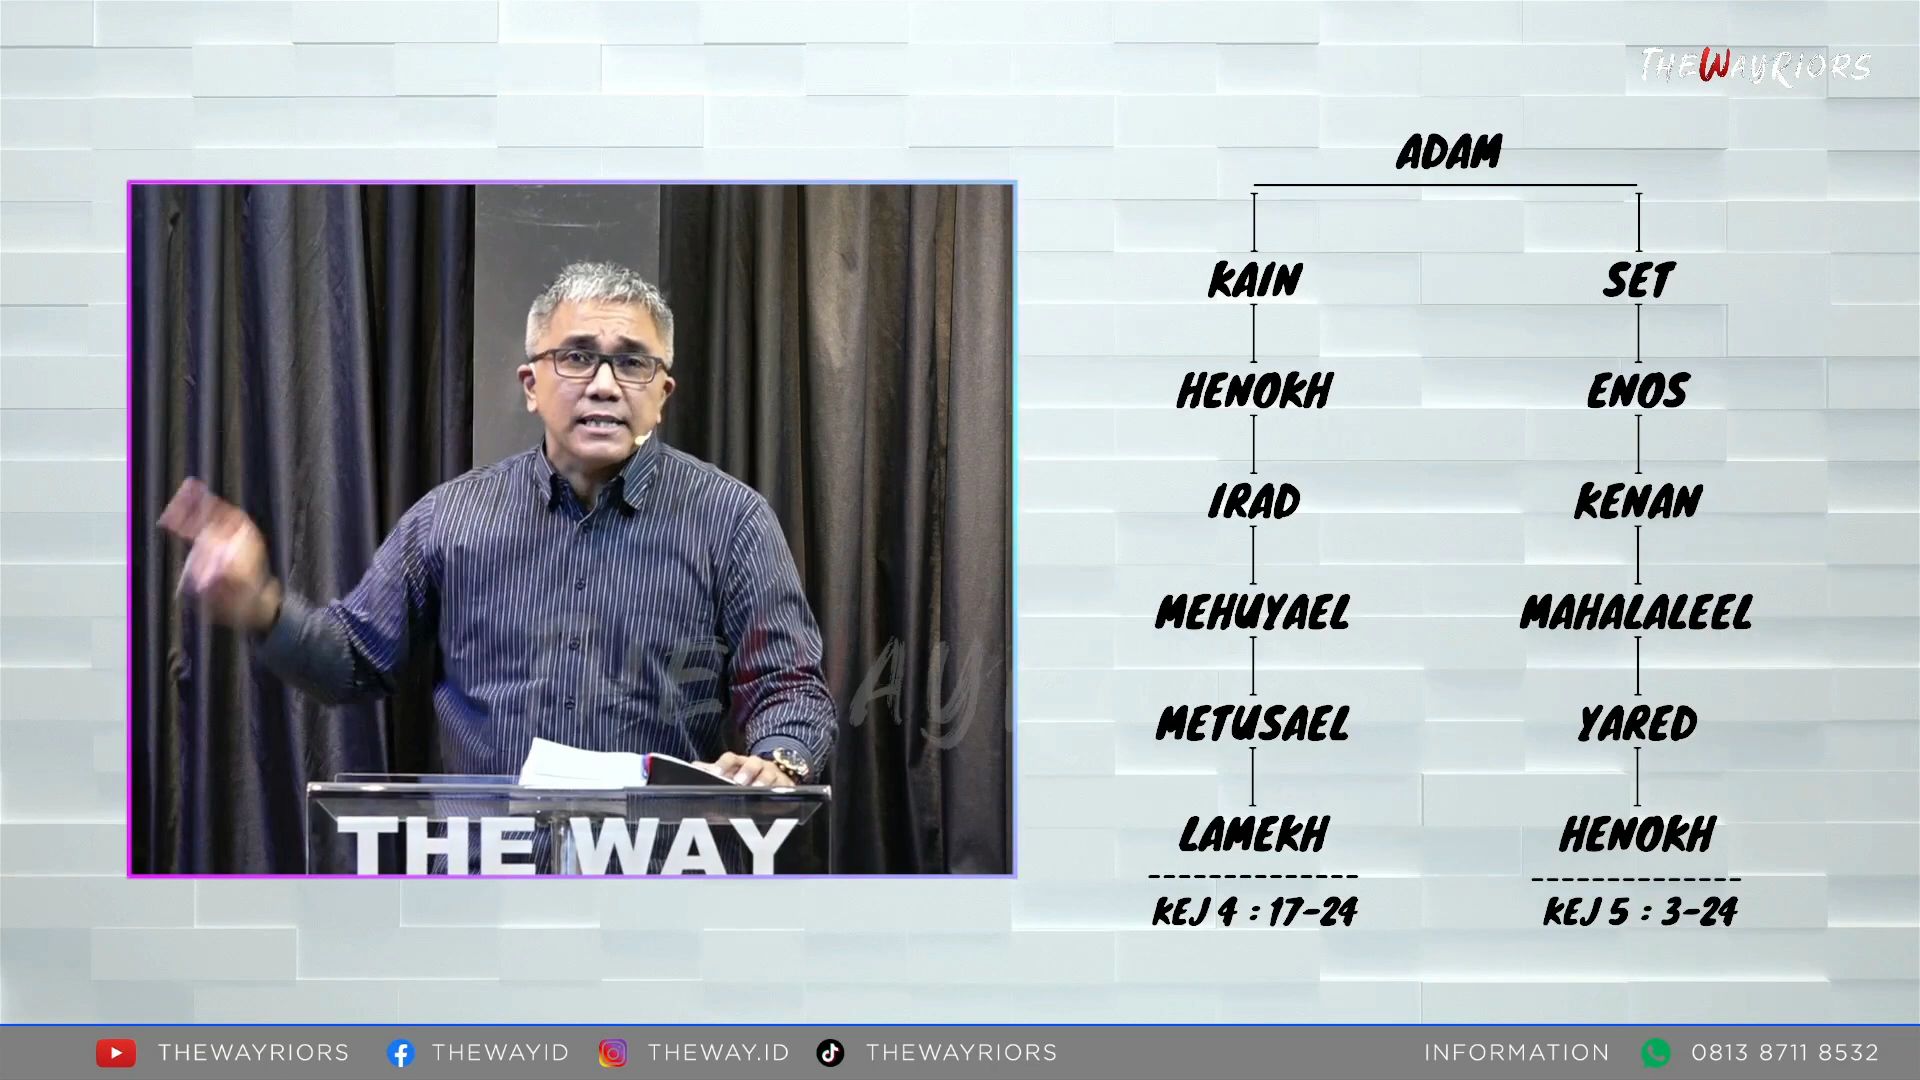 THEWAYRIORS
ADAM
KAIN SET
HENOKH ENOS
IRAD KENAN
MEHUYAEL MAHALALEEL
METUSAEL YARED
LAMEKH HENOKH
KEJ 4 : 17-24 KEJ 5 : 3-24
THE WAY
THEWAYRIORS THEWAYID THEWAY.ID THEWAYRIORS INFORMATION 0813 8711 8532